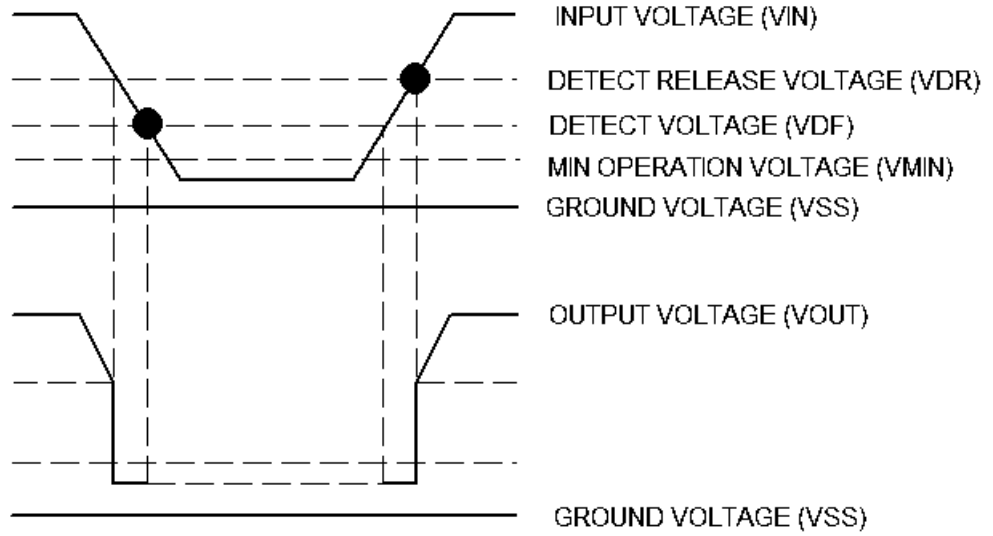 INPUT VOLTAGE (VIN)
DETECT RELEASE VOLTAGE (VDR)
DETECT VOLTAGE (VDF)
MIN OPERATION VOLTAGE (VMIN)
GROUND VOLTAGE (VSS)
OUTPUT VOLTAGE (VOUT)
GROUND VOLTAGE (VSS)